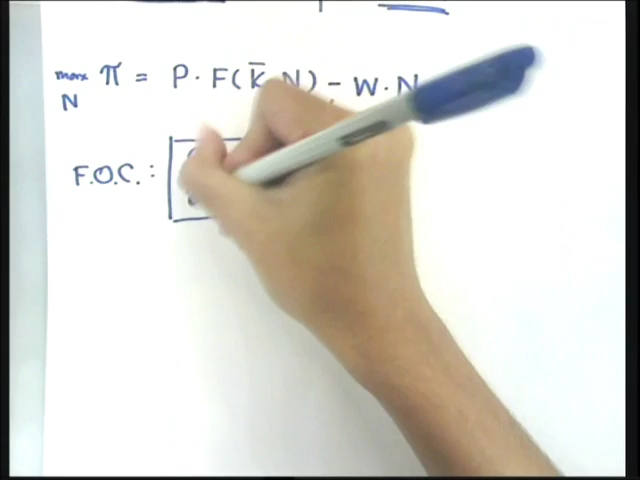 max π = P · F(K̄, N) - W · N
N
F.O.C. :